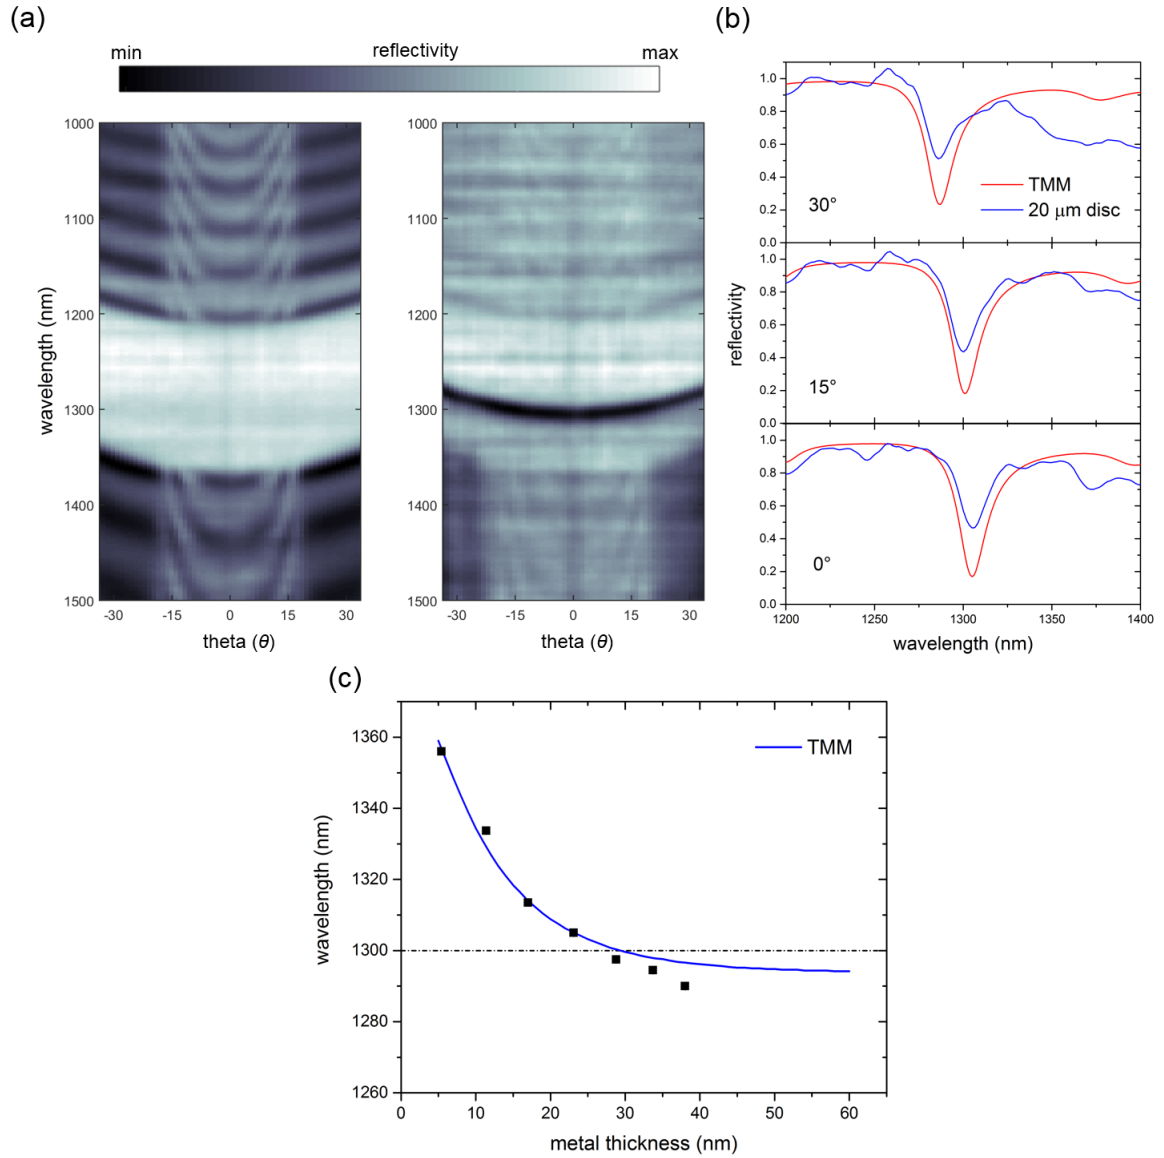 (a)
min reflectivity max
1000
1100
1200
1300
1400
1500
wavelength (nm)
-30 -15 0 15 30
theta (θ)
1000
1100
1200
1300
1400
1500
-30 -15 0 15 30
theta (θ)
(b)
1.0
0.8
0.6
0.4
0.2
0.0
30°
TMM
20 μm disc
1.0
0.8
0.6
0.4
0.2
0.0
15°
reflectivity
1.0
0.8
0.6
0.4
0.2
0.0
0°
1200 1250 1300 1350 1400
wavelength (nm)
(c)
1360
1340
1320
1300
1280
1260
wavelength (nm)
TMM
0 10 20 30 40 50 60
metal thickness (nm)